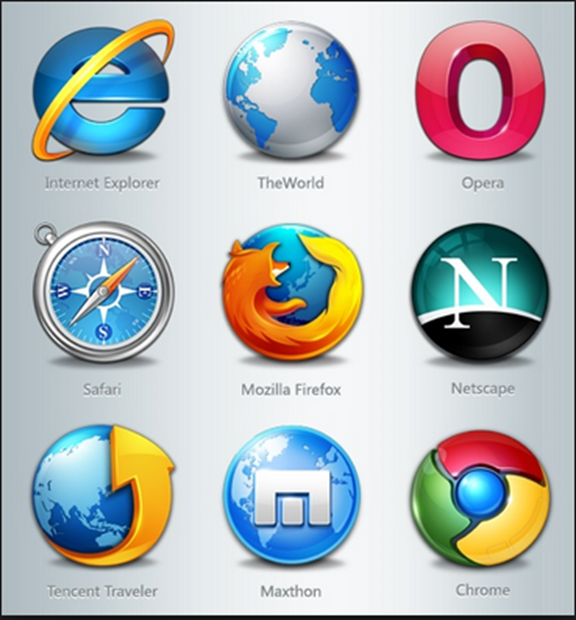 Internet Explorer
TheWorld
Opera
N
W
E
S
Safari
Mozilla Firefox
N
Netscape
Tencent Traveler
Maxthon
Chrome